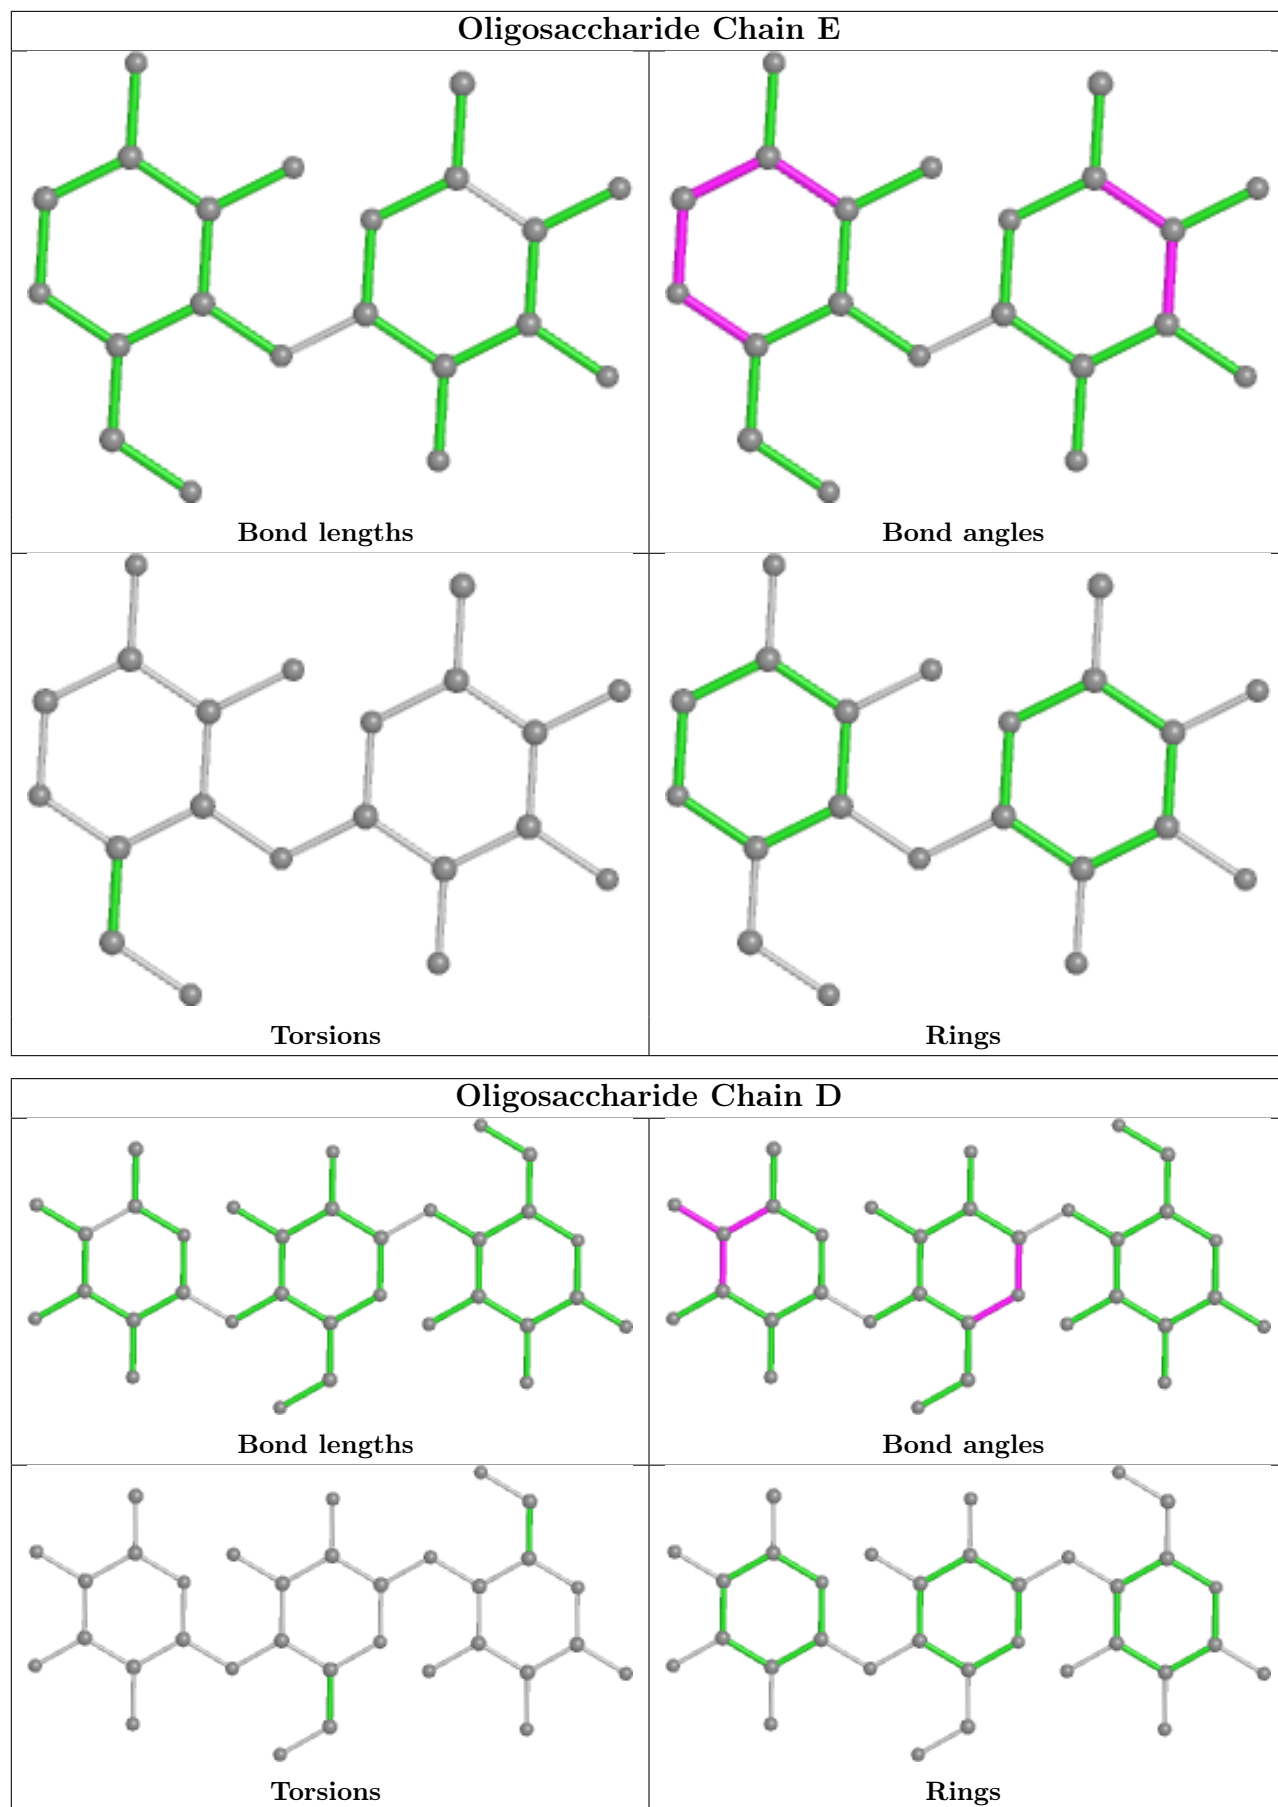 Oligosaccharide Chain E
Bond lengths
Bond angles
Torsions
Rings
Oligosaccharide Chain D
Bond lengths
Bond angles
Torsions
Rings